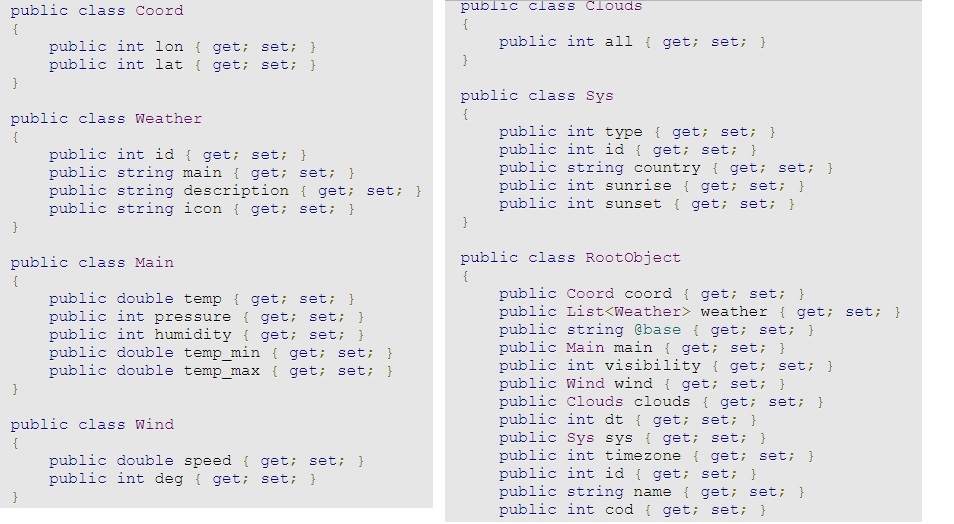 public class Coord
{
    public int lon { get; set; }
    public int lat { get; set; }
}

public class Weather
{
    public int id { get; set; }
    public string main { get; set; }
    public string description { get; set; }
    public string icon { get; set; }
}

public class Main
{
    public double temp { get; set; }
    public int pressure { get; set; }
    public int humidity { get; set; }
    public double temp_min { get; set; }
    public double temp_max { get; set; }
}

public class Wind
{
    public double speed { get; set; }
    public int deg { get; set; }
}

public class Clouds
{
    public int all { get; set; }
}

public class Sys
{
    public int type { get; set; }
    public int id { get; set; }
    public string country { get; set; }
    public int sunrise { get; set; }
    public int sunset { get; set; }
}

public class RootObject
{
    public Coord coord { get; set; }
    public List<Weather> weather { get; set; }
    public string @base { get; set; }
    public Main main { get; set; }
    public int visibility { get; set; }
    public Wind wind { get; set; }
    public Clouds clouds { get; set; }
    public int dt { get; set; }
    public Sys sys { get; set; }
    public int timezone { get; set; }
    public int id { get; set; }
    public string name { get; set; }
    public int cod { get; set; }